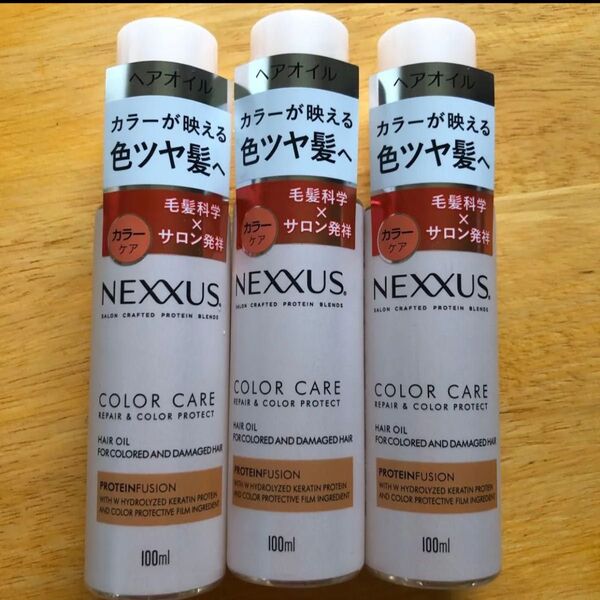 ヘアオイル
カラーが映える
色ツヤ髪へ
毛髪科学
×
サロン発祥
カラー
ケア
NEXXUS.
SALON CRAFTED PROTEIN BLENDS
COLOR CARE
REPAIR & COLOR PROTECT
HAIR OIL
FOR COLORED AND DAMAGED HAIR
PROTEINFUSION
WITH W HYDROLYZED KERATIN PROTEIN
AND COLOR PROTECTIVE FILM INGREDIENT
100ml
ヘアオイル
カラーが映える
色ツヤ髪へ
毛髪科学
×
サロン発祥
カラー
ケア
NEXXUS.
SALON CRAFTED PROTEIN BLENDS
COLOR CARE
REPAIR & COLOR PROTECT
HAIR OIL
FOR COLORED AND DAMAGED HAIR
PROTEINFUSION
WITH W HYDROLYZED KERATIN PROTEIN
AND COLOR PROTECTIVE FILM INGREDIENT
100ml
ヘアオイル
カラーが映える
色ツヤ髪へ
毛髪科学
×
サロン発祥
カラー
ケア
NEXXUS.
SALON CRAFTED PROTEIN BLENDS
COLOR CARE
REPAIR & COLOR PROTECT
HAIR OIL
FOR COLORED AND DAMAGED HAIR
PROTEINFUSION
WITH W HYDROLYZED KERATIN PROTEIN
AND COLOR PROTECTIVE FILM INGREDIENT
100ml